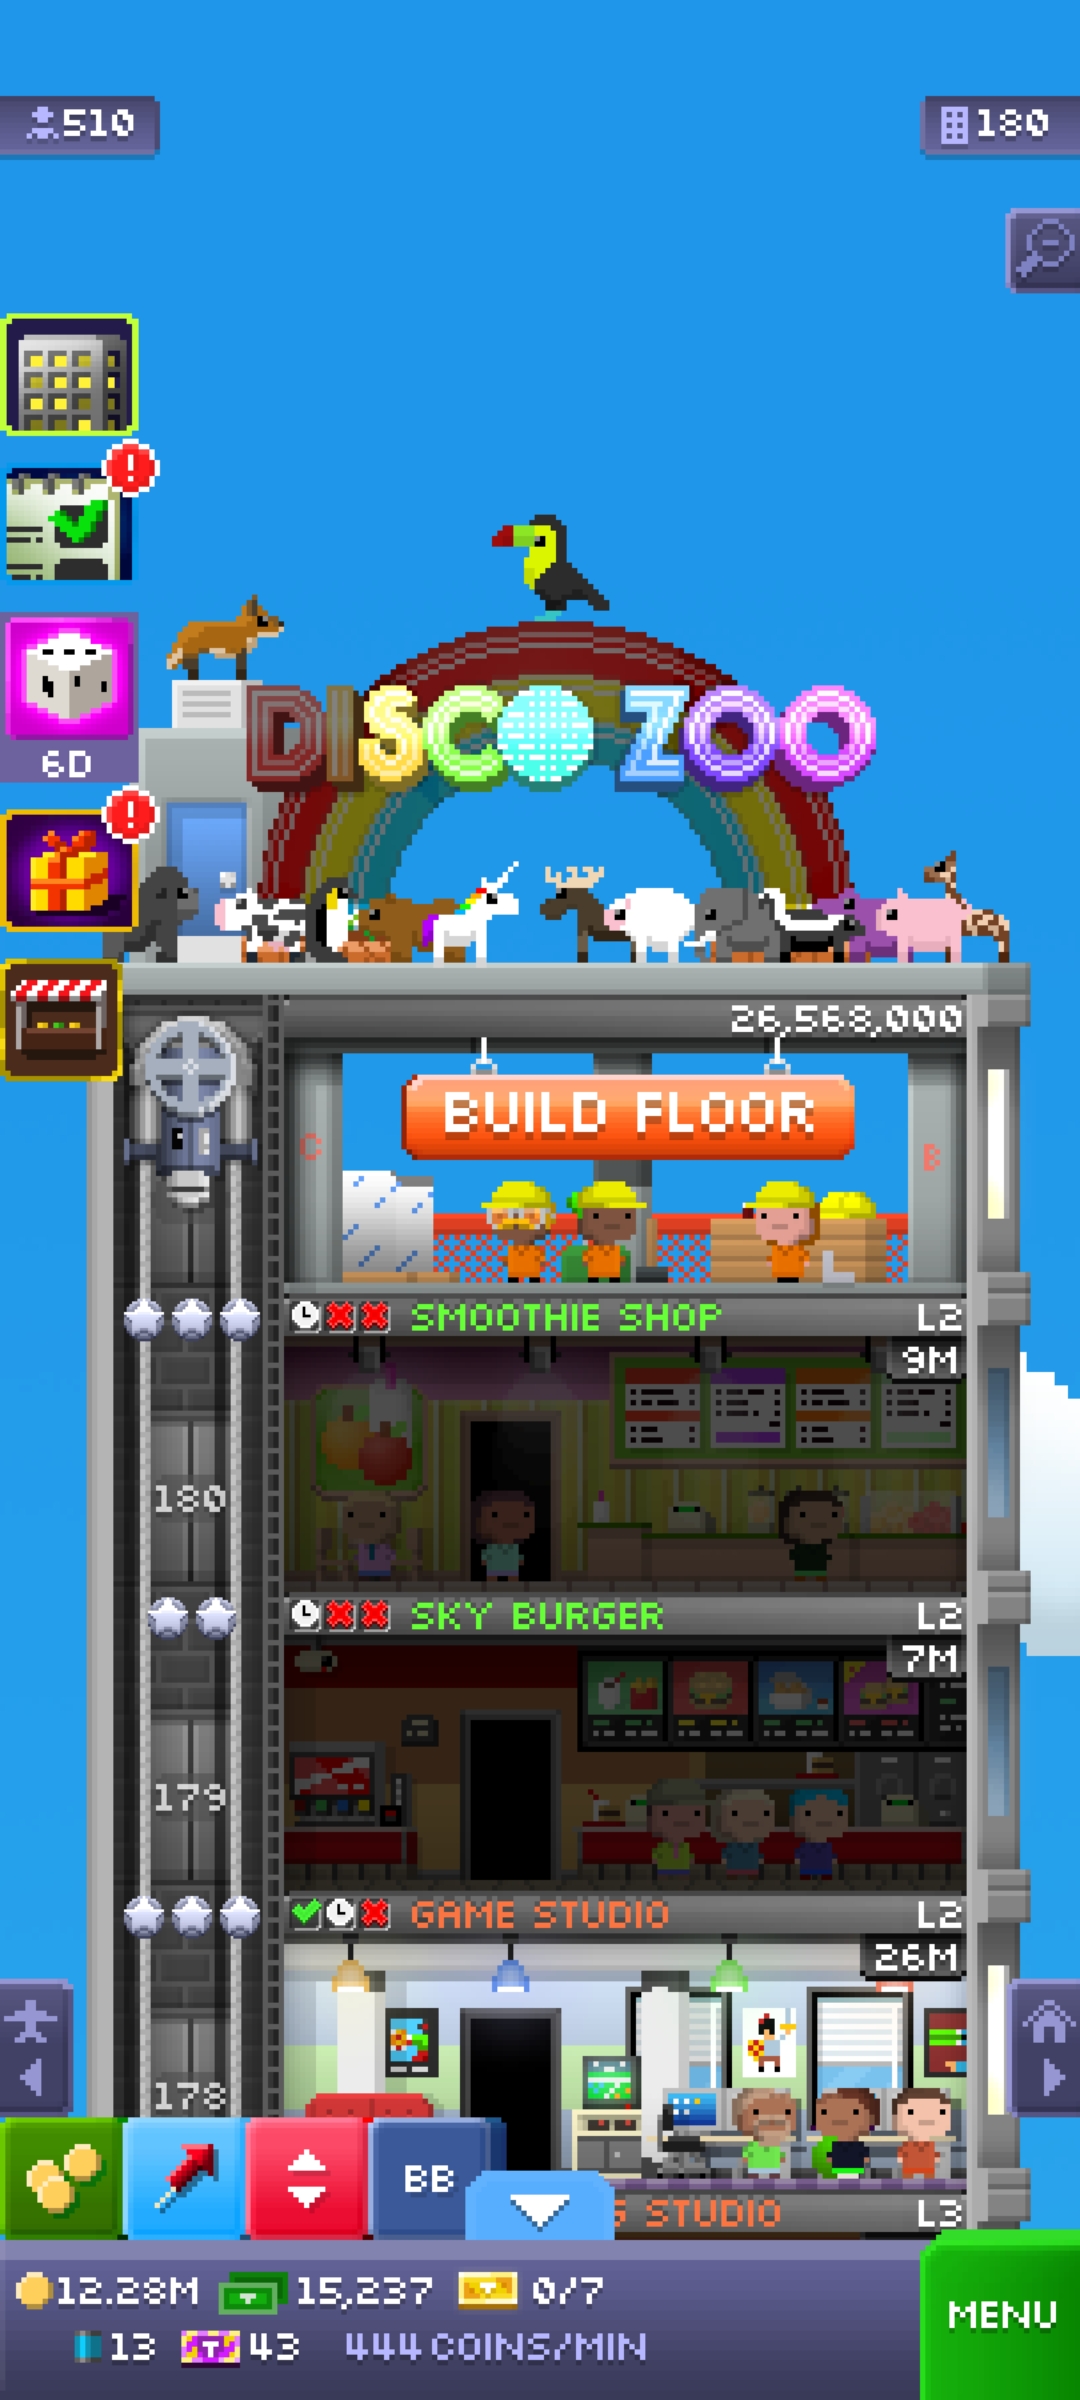 510
180
6D
DISCO ZOO
26,568,000
BUILD FLOOR
C
B
SMOOTHIE SHOP L2
9M
180
SKY BURGER L2
7M
179
GAME STUDIO L2
26M
178
BB
STUDIO L3
12.28M 15,237 0/7
13 43 444 COINS/MIN
MENU